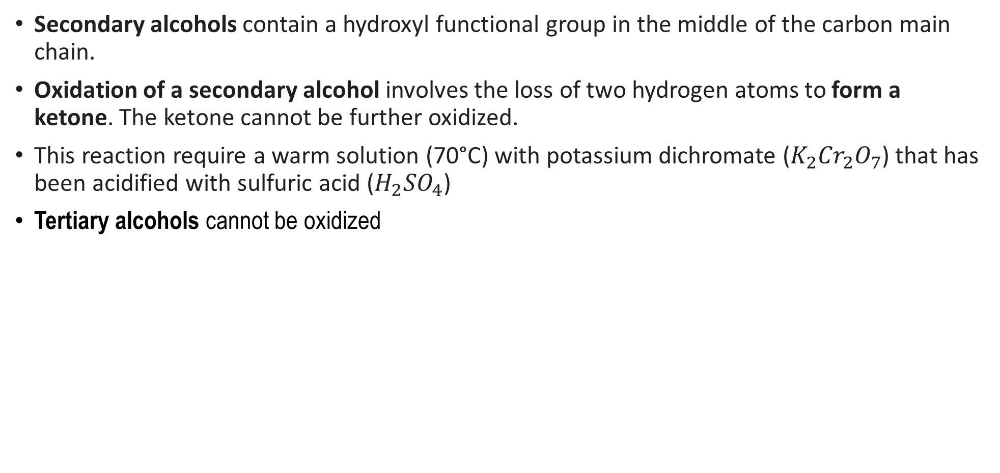 • Secondary alcohols contain a hydroxyl functional group in the middle of the carbon main
chain.
• Oxidation of a secondary alcohol involves the loss of two hydrogen atoms to form a
ketone. The ketone cannot be further oxidized.
• This reaction require a warm solution (70°C) with potassium dichromate (K₂Cr₂O₇) that has
been acidified with sulfuric acid (H₂SO₄)
• Tertiary alcohols cannot be oxidized